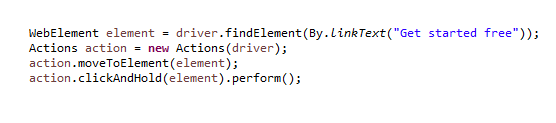 WebElement element = driver.findElement(By.linkText("Get started free"));
Actions action = new Actions(driver);
action.moveToElement(element);
action.clickAndHold(element).perform();